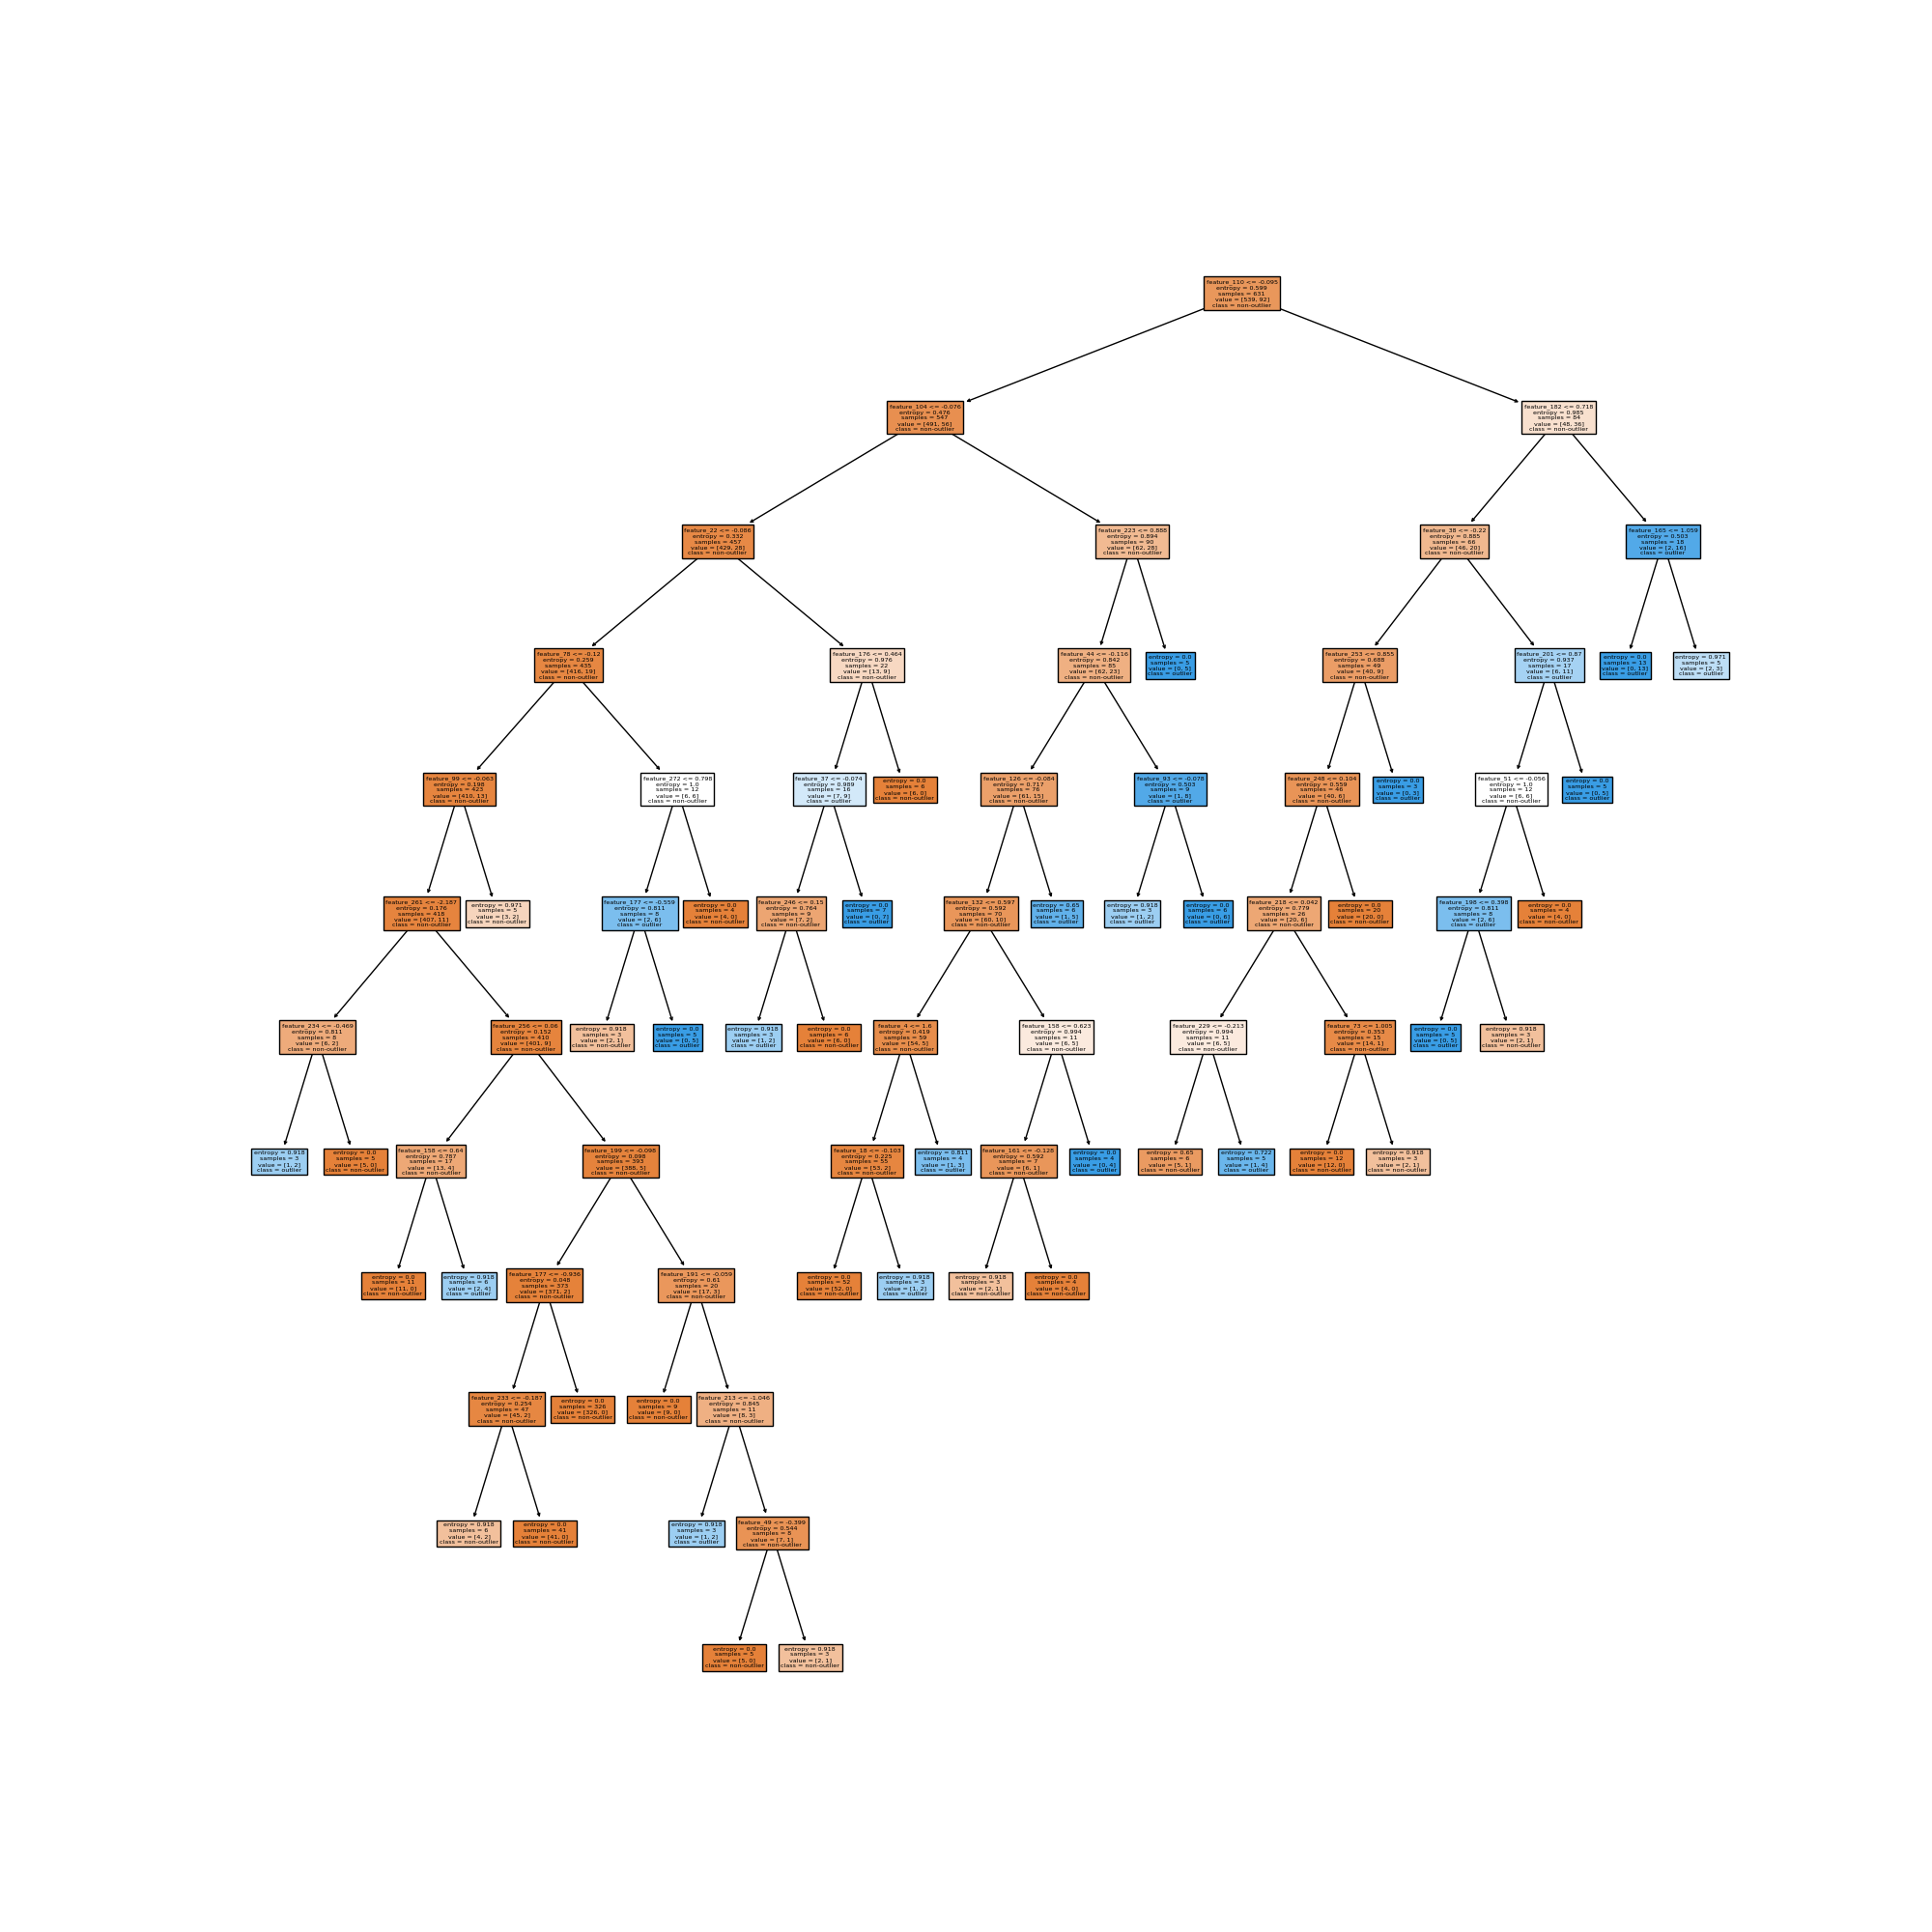 feature_110 <= -0.095
entropy = 0.599
samples = 631
value = [539, 92]
class = non-outlier
feature_104 <= -0.076
entropy = 0.476
samples = 547
value = [491, 56]
class = non-outlier
feature_182 <= 0.718
entropy = 0.985
samples = 84
value = [48, 36]
class = non-outlier
feature_22 <= -0.086
entropy = 0.332
samples = 457
value = [429, 28]
class = non-outlier
feature_223 <= 0.888
entropy = 0.894
samples = 90
value = [62, 28]
class = non-outlier
feature_38 <= -0.22
entropy = 0.885
samples = 66
value = [46, 20]
class = non-outlier
feature_165 <= 1.059
entropy = 0.503
samples = 18
value = [2, 16]
class = outlier
feature_78 <= -0.12
entropy = 0.259
samples = 435
value = [416, 19]
class = non-outlier
feature_176 <= 0.464
entropy = 0.976
samples = 22
value = [13, 9]
class = non-outlier
feature_44 <= -0.116
entropy = 0.842
samples = 85
value = [62, 23]
class = non-outlier
entropy = 0.0
samples = 5
value = [0, 5]
class = outlier
feature_253 <= 0.855
entropy = 0.688
samples = 49
value = [40, 9]
class = non-outlier
feature_201 <= 0.87
entropy = 0.937
samples = 17
value = [6, 11]
class = outlier
entropy = 0.0
samples = 13
value = [0, 13]
class = outlier
entropy = 0.971
samples = 5
value = [2, 3]
class = outlier
feature_99 <= -0.063
entropy = 0.198
samples = 423
value = [410, 13]
class = non-outlier
feature_272 <= 0.798
entropy = 1.0
samples = 12
value = [6, 6]
class = non-outlier
feature_37 <= -0.074
entropy = 0.989
samples = 16
value = [7, 9]
class = outlier
entropy = 0.0
samples = 6
value = [6, 0]
class = non-outlier
feature_126 <= -0.084
entropy = 0.717
samples = 76
value = [61, 15]
class = non-outlier
feature_93 <= -0.078
entropy = 0.503
samples = 9
value = [1, 8]
class = outlier
feature_248 <= 0.104
entropy = 0.559
samples = 46
value = [40, 6]
class = non-outlier
entropy = 0.0
samples = 3
value = [0, 3]
class = outlier
feature_51 <= -0.056
entropy = 1.0
samples = 12
value = [6, 6]
class = non-outlier
entropy = 0.0
samples = 5
value = [0, 5]
class = outlier
feature_261 <= -2.187
entropy = 0.176
samples = 418
value = [407, 11]
class = non-outlier
entropy = 0.971
samples = 5
value = [3, 2]
class = non-outlier
feature_177 <= -0.559
entropy = 0.811
samples = 8
value = [2, 6]
class = outlier
entropy = 0.0
samples = 4
value = [4, 0]
class = non-outlier
feature_246 <= 0.15
entropy = 0.764
samples = 9
value = [7, 2]
class = non-outlier
entropy = 0.0
samples = 7
value = [0, 7]
class = outlier
feature_132 <= 0.597
entropy = 0.592
samples = 70
value = [60, 10]
class = non-outlier
entropy = 0.65
samples = 6
value = [1, 5]
class = outlier
entropy = 0.918
samples = 3
value = [1, 2]
class = outlier
entropy = 0.0
samples = 6
value = [0, 6]
class = outlier
feature_218 <= 0.042
entropy = 0.779
samples = 26
value = [20, 6]
class = non-outlier
entropy = 0.0
samples = 20
value = [20, 0]
class = non-outlier
feature_198 <= 0.398
entropy = 0.811
samples = 8
value = [2, 6]
class = outlier
entropy = 0.0
samples = 4
value = [4, 0]
class = non-outlier
feature_234 <= -0.469
entropy = 0.811
samples = 8
value = [6, 2]
class = non-outlier
feature_256 <= 0.06
entropy = 0.152
samples = 410
value = [401, 9]
class = non-outlier
entropy = 0.918
samples = 3
value = [2, 1]
class = non-outlier
entropy = 0.0
samples = 5
value = [0, 5]
class = outlier
entropy = 0.918
samples = 3
value = [1, 2]
class = outlier
entropy = 0.0
samples = 6
value = [6, 0]
class = non-outlier
feature_4 <= 1.6
entropy = 0.419
samples = 59
value = [54, 5]
class = non-outlier
feature_158 <= 0.623
entropy = 0.994
samples = 11
value = [6, 5]
class = non-outlier
feature_229 <= -0.213
entropy = 0.994
samples = 11
value = [6, 5]
class = non-outlier
feature_73 <= 1.005
entropy = 0.353
samples = 15
value = [14, 1]
class = non-outlier
entropy = 0.0
samples = 5
value = [0, 5]
class = outlier
entropy = 0.918
samples = 3
value = [2, 1]
class = non-outlier
entropy = 0.918
samples = 3
value = [1, 2]
class = outlier
entropy = 0.0
samples = 5
value = [5, 0]
class = non-outlier
feature_158 <= 0.64
entropy = 0.787
samples = 17
value = [13, 4]
class = non-outlier
feature_199 <= -0.098
entropy = 0.098
samples = 393
value = [388, 5]
class = non-outlier
feature_18 <= -0.103
entropy = 0.225
samples = 55
value = [53, 2]
class = non-outlier
entropy = 0.811
samples = 4
value = [1, 3]
class = outlier
feature_161 <= -0.128
entropy = 0.592
samples = 7
value = [6, 1]
class = non-outlier
entropy = 0.0
samples = 4
value = [0, 4]
class = outlier
entropy = 0.65
samples = 6
value = [5, 1]
class = non-outlier
entropy = 0.722
samples = 5
value = [1, 4]
class = outlier
entropy = 0.0
samples = 12
value = [12, 0]
class = non-outlier
entropy = 0.918
samples = 3
value = [2, 1]
class = non-outlier
entropy = 0.0
samples = 11
value = [11, 0]
class = non-outlier
entropy = 0.918
samples = 6
value = [2, 4]
class = outlier
feature_177 <= -0.936
entropy = 0.048
samples = 373
value = [371, 2]
class = non-outlier
feature_191 <= -0.059
entropy = 0.61
samples = 20
value = [17, 3]
class = non-outlier
entropy = 0.0
samples = 52
value = [52, 0]
class = non-outlier
entropy = 0.918
samples = 3
value = [1, 2]
class = outlier
entropy = 0.918
samples = 3
value = [2, 1]
class = non-outlier
entropy = 0.0
samples = 4
value = [4, 0]
class = non-outlier
feature_233 <= -0.187
entropy = 0.254
samples = 47
value = [45, 2]
class = non-outlier
entropy = 0.0
samples = 326
value = [326, 0]
class = non-outlier
entropy = 0.0
samples = 9
value = [9, 0]
class = non-outlier
feature_213 <= -1.046
entropy = 0.845
samples = 11
value = [8, 3]
class = non-outlier
entropy = 0.918
samples = 6
value = [4, 2]
class = non-outlier
entropy = 0.0
samples = 41
value = [41, 0]
class = non-outlier
entropy = 0.918
samples = 3
value = [1, 2]
class = outlier
feature_49 <= -0.399
entropy = 0.544
samples = 8
value = [7, 1]
class = non-outlier
entropy = 0.0
samples = 5
value = [5, 0]
class = non-outlier
entropy = 0.918
samples = 3
value = [2, 1]
class = non-outlier